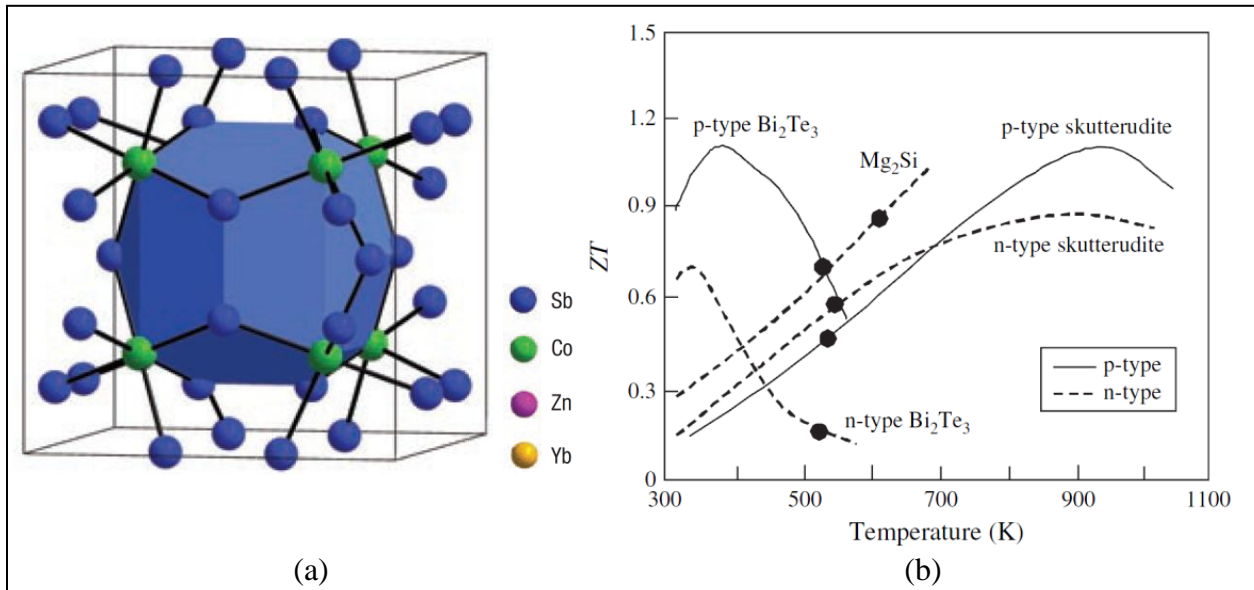 Sb
Co
Zn
Yb
(a)
1.5
1.2
0.9
0.6
0.3
0
ZT
p-type Bi₂Te₃
Mg₂Si
p-type skutterudite
n-type skutterudite
n-type Bi₂Te₃
p-type
n-type
300 500 700 900 1100
Temperature (K)
(b)